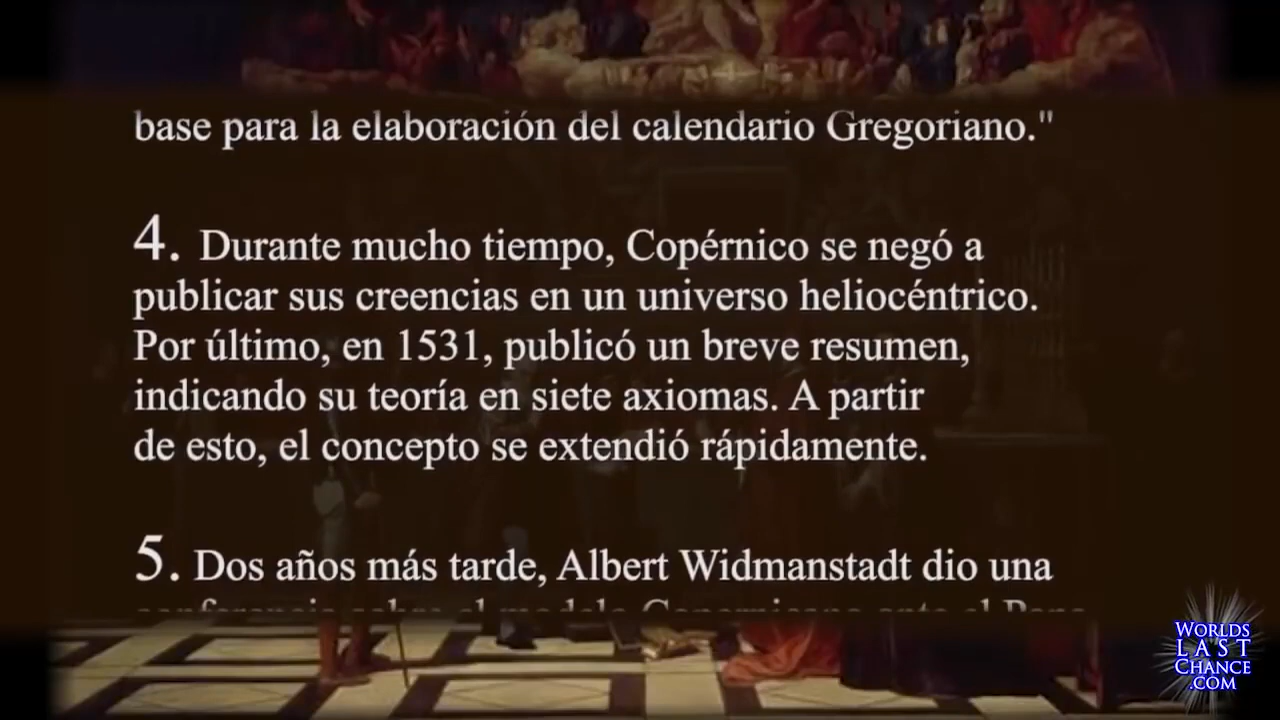 base para la elaboración del calendario Gregoriano."
4. Durante mucho tiempo, Copérnico se negó a
publicar sus creencias en un universo heliocéntrico.
Por último, en 1531, publicó un breve resumen,
indicando su teoría en siete axiomas. A partir
de esto, el concepto se extendió rápidamente.
5. Dos años más tarde, Albert Widmanstadt dio una
WORLDS
LAST
CHANCE
.COM